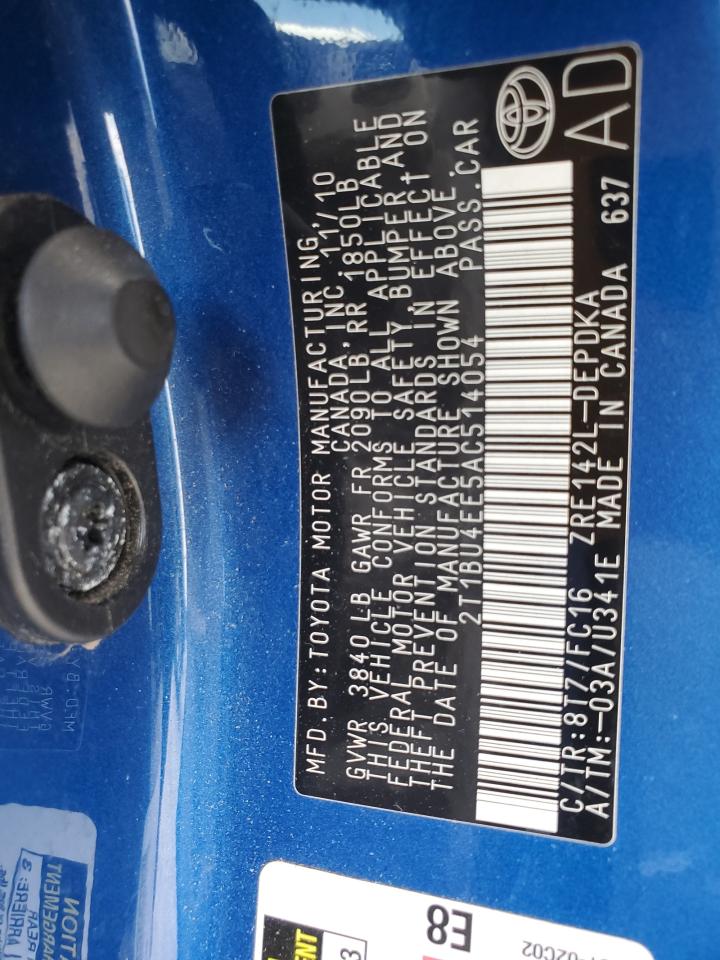 MFD.BY:TOYOTA MOTOR MANUFACTURING,
CANADA INC. 11/10
GVWR 3840 LB GAWR FR 2090LB,RR 1850LB
THIS VEHICLE CONFORMS TO ALL APPLICABLE
FEDERAL MOTOR VEHICLE SAFETY, BUMPER, AND
THEFT PREVENTION STANDARDS IN EFFECT ON
THE DATE OF MANUFACTURE SHOWN ABOVE.
2T1BU4EE5AC514054 PASS.CAR
C/TR:8T7/FC16 ZRE142L-DEPDKA
A/TM:-03A/U341E MADE IN CANADA 637
AD
E8
3
02C02